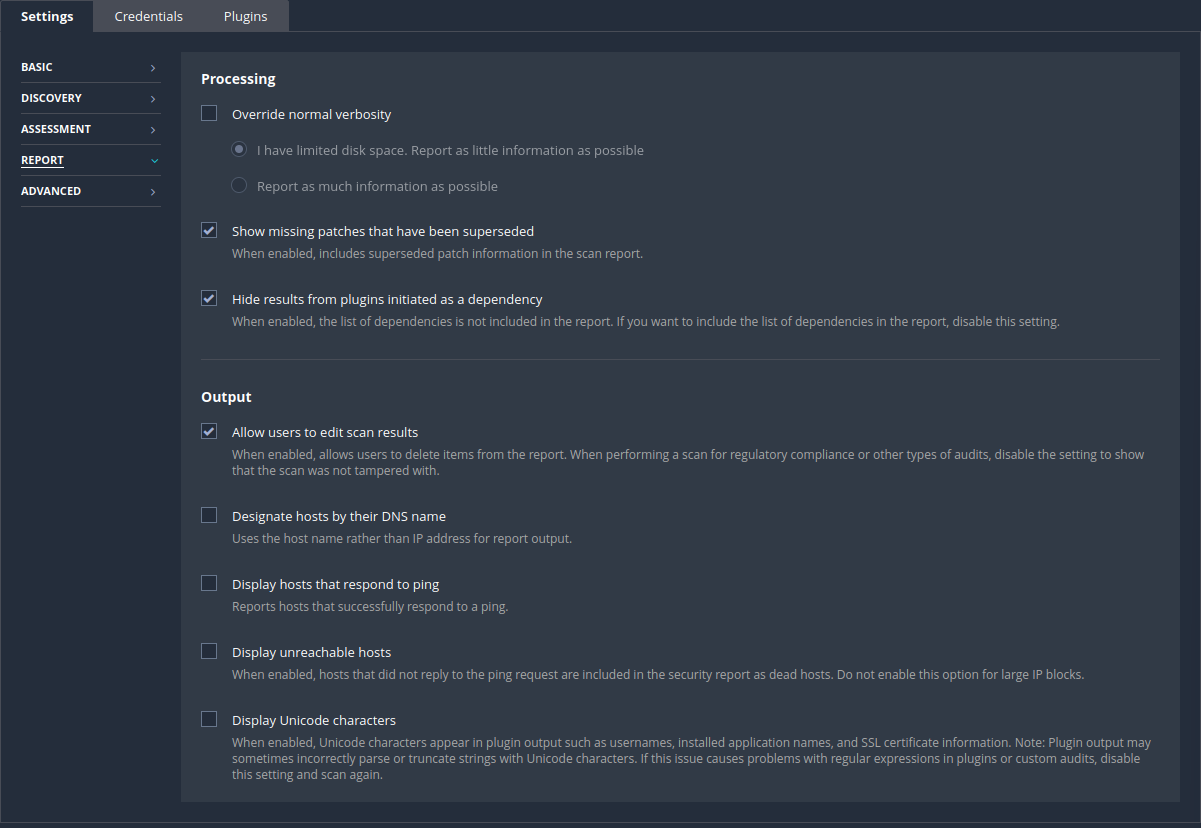 Settings
Credentials
Plugins
BASIC
DISCOVERY
ASSESSMENT
REPORT
ADVANCED
Processing
Override normal verbosity
I have limited disk space. Report as little information as possible
Report as much information as possible
Show missing patches that have been superseded
When enabled, includes superseded patch information in the scan report.
Hide results from plugins initiated as a dependency
When enabled, the list of dependencies is not included in the report. If you want to include the list of dependencies in the report, disable this setting.
Output
Allow users to edit scan results
When enabled, allows users to delete items from the report. When performing a scan for regulatory compliance or other types of audits, disable the setting to show
that the scan was not tampered with.
Designate hosts by their DNS name
Uses the host name rather than IP address for report output.
Display hosts that respond to ping
Reports hosts that successfully respond to a ping.
Display unreachable hosts
When enabled, hosts that did not reply to the ping request are included in the security report as dead hosts. Do not enable this option for large IP blocks.
Display Unicode characters
When enabled, Unicode characters appear in plugin output such as usernames, installed application names, and SSL certificate information. Note: Plugin output may
sometimes incorrectly parse or truncate strings with Unicode characters. If this issue causes problems with regular expressions in plugins or custom audits, disable
this setting and scan again.